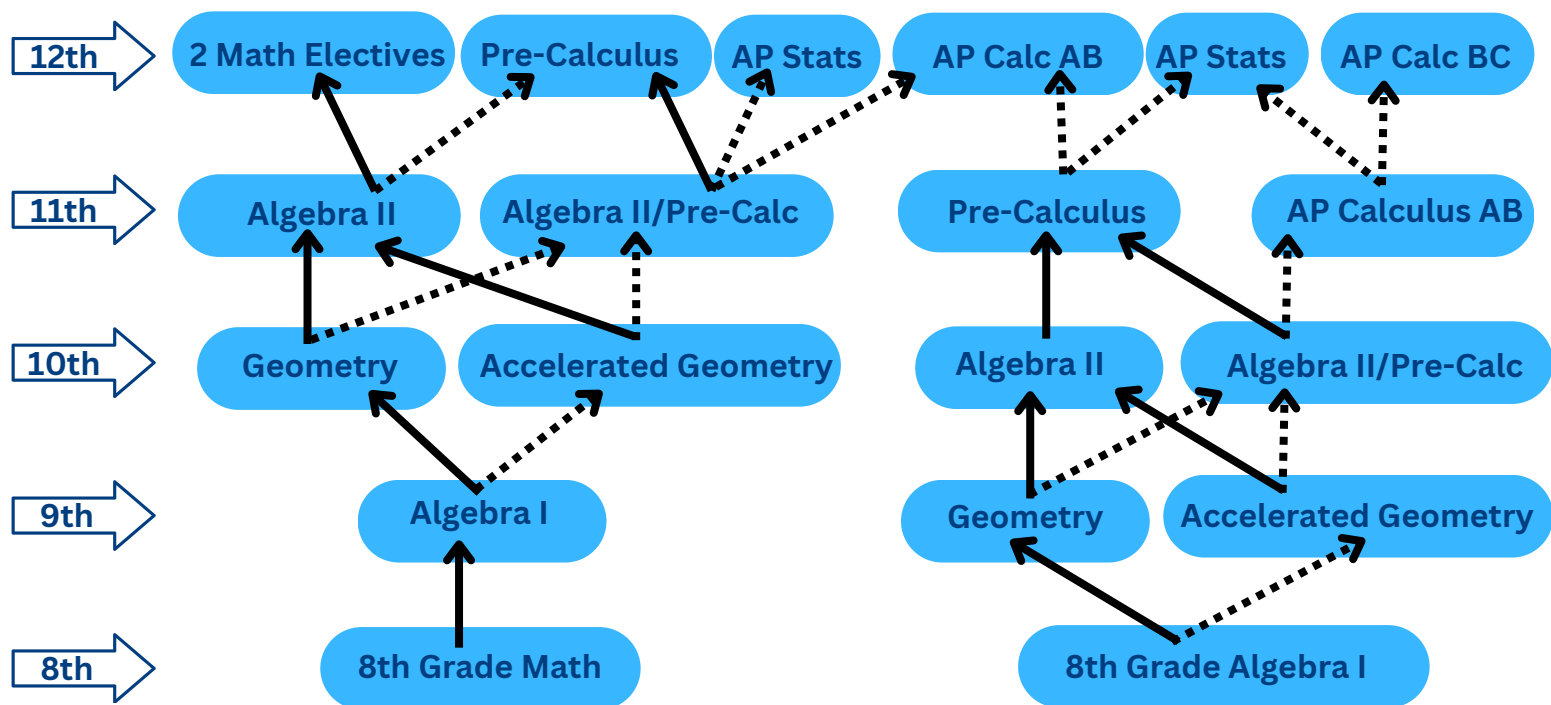 12th
2 Math Electives
Pre-Calculus
AP Stats
AP Calc AB
AP Stats
AP Calc BC
11th
Algebra II
Algebra II/Pre-Calc
Pre-Calculus
AP Calculus AB
10th
Geometry
Accelerated Geometry
Algebra II
Algebra II/Pre-Calc
9th
Algebra I
Geometry
Accelerated Geometry
8th
8th Grade Math
8th Grade Algebra I